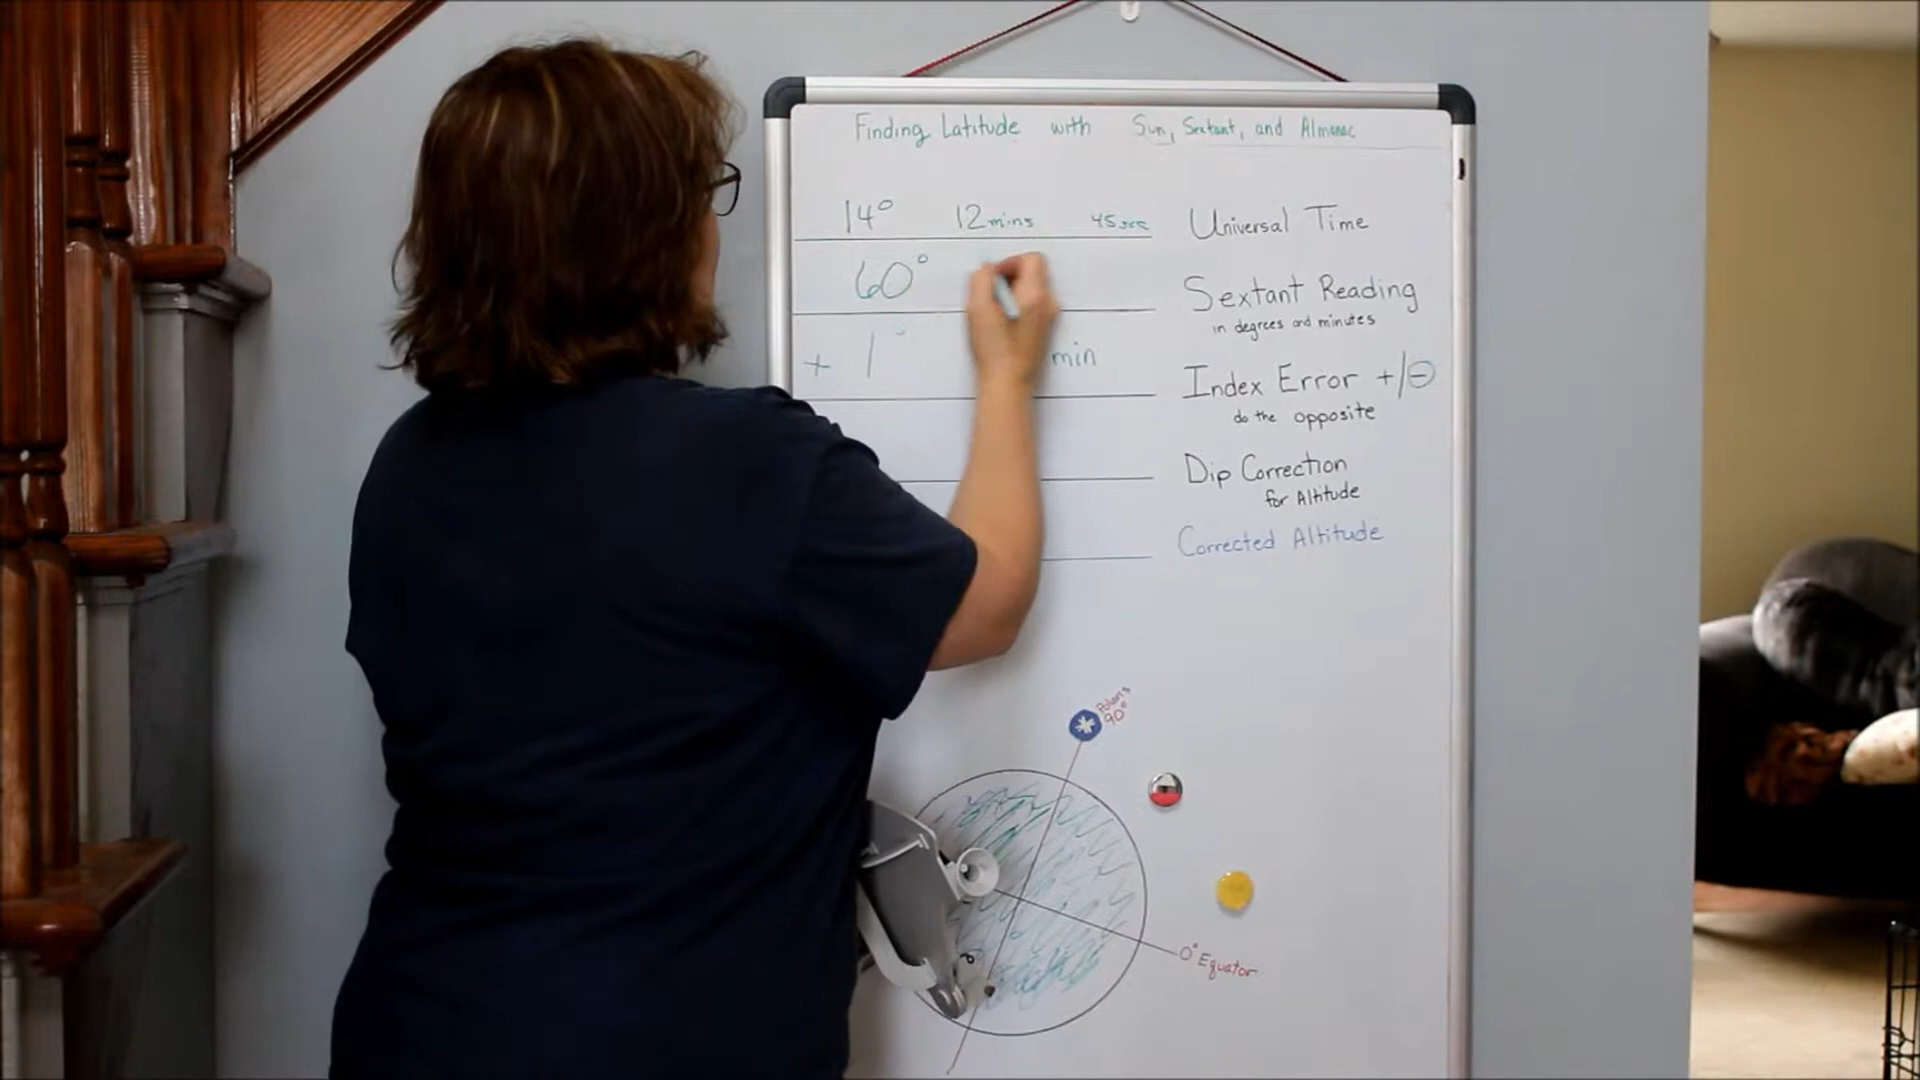 Finding Latitude with Sun, Sextant, and Almanac
14° 12 mins 45 sec Universal Time
60° Sextant Reading
in degrees and minutes
+ 1° min Index Error +/-
do the opposite
Dip Correction
for Altitude
Corrected Altitude
Polaris
90°
0° Equator